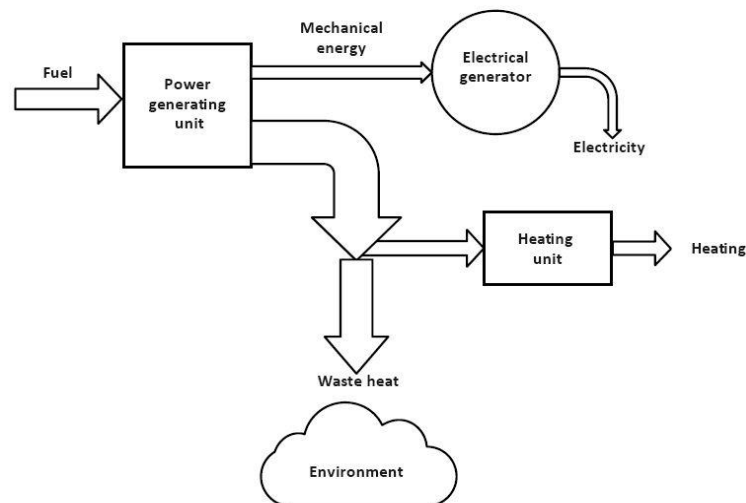 Fuel
Power
generating
unit
Mechanical
energy
Electrical
generator
Electricity
Heating
unit
Heating
Waste heat
Environment